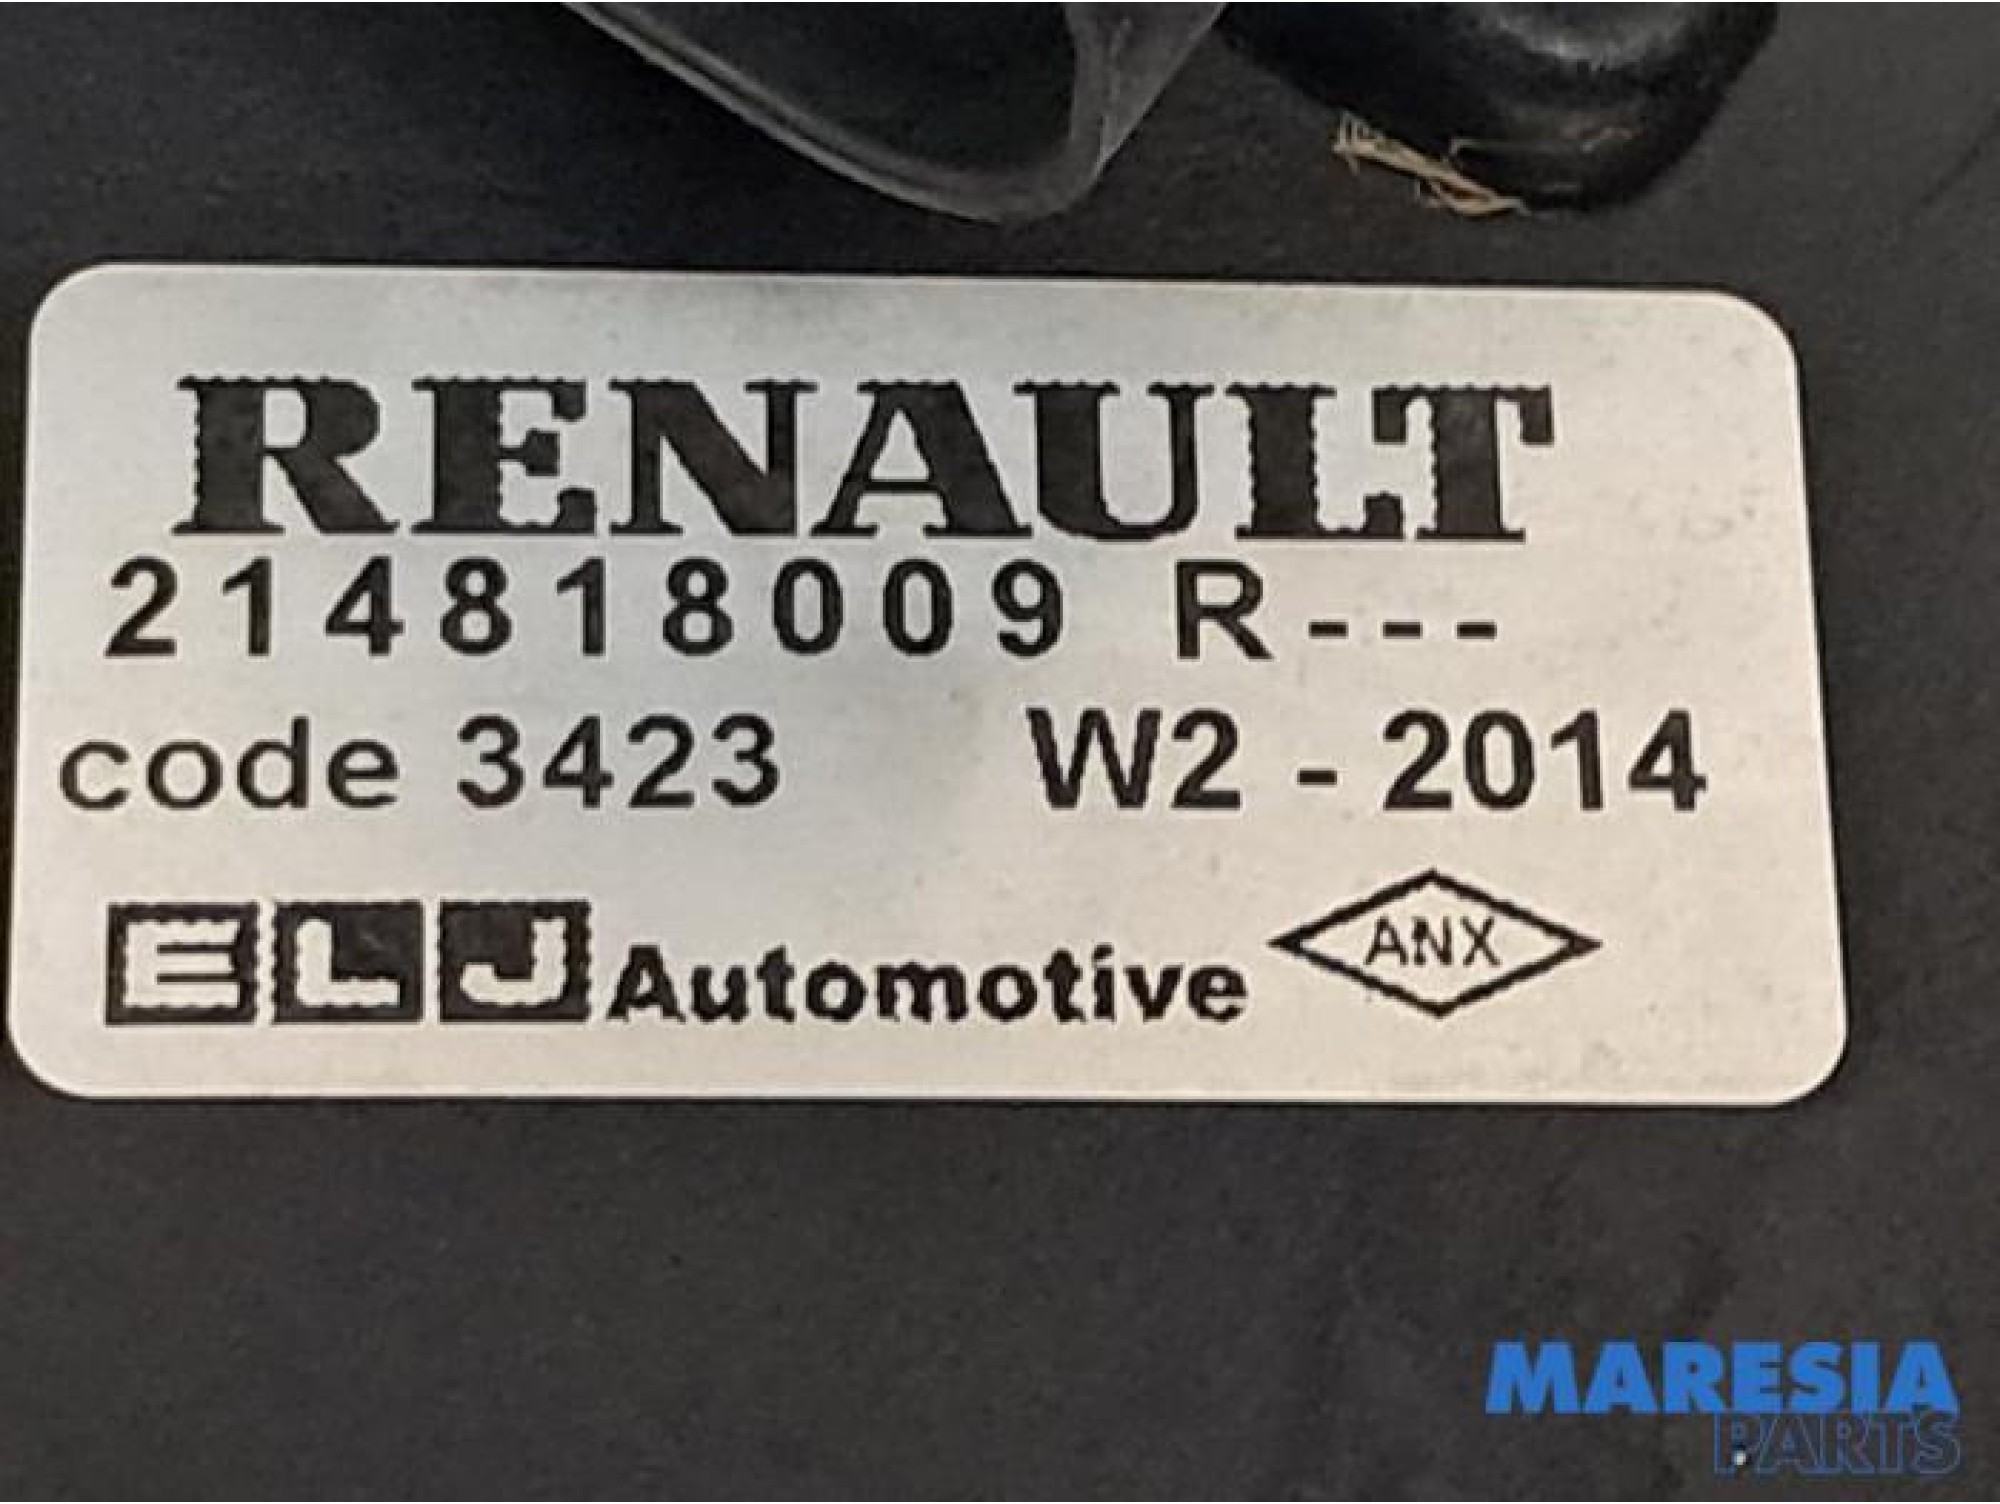 RENAULT
214818009 R---
code 3423 W2 - 2014
ELJ Automotive ANX
MARESIA
PARTS